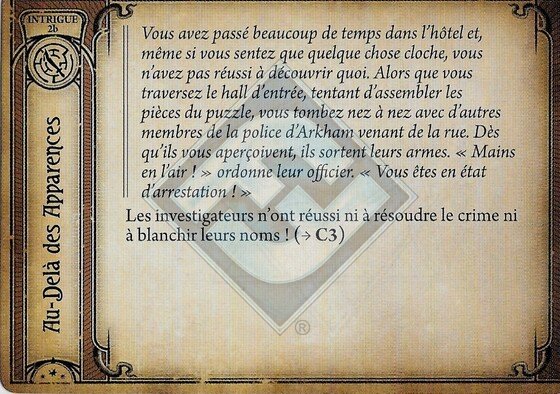 INTRIGUE
2b
Au-Delà des Apparences
Vous avez passé beaucoup de temps dans l'hôtel et,
même si vous sentez que quelque chose cloche, vous
n'avez pas réussi à découvrir quoi. Alors que vous
traversez le hall d'entrée, tentant d'assembler les
pièces du puzzle, vous tombez nez à nez avec d'autres
membres de la police d'Arkham venant de la rue. Dès
qu'ils vous aperçoivent, ils sortent leurs armes. « Mains
en l'air ! » ordonne leur officier. « Vous êtes en état
d'arrestation ! »
Les investigateurs n'ont réussi ni à résoudre le crime ni
à blanchir leurs noms ! (→ C3)
®